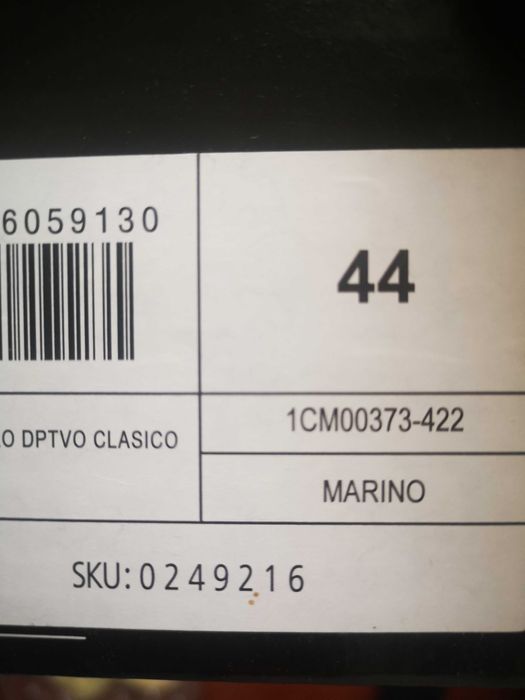 6059130
44
O DPTVO CLASICO
1CM00373-422
MARINO
SKU:0249216